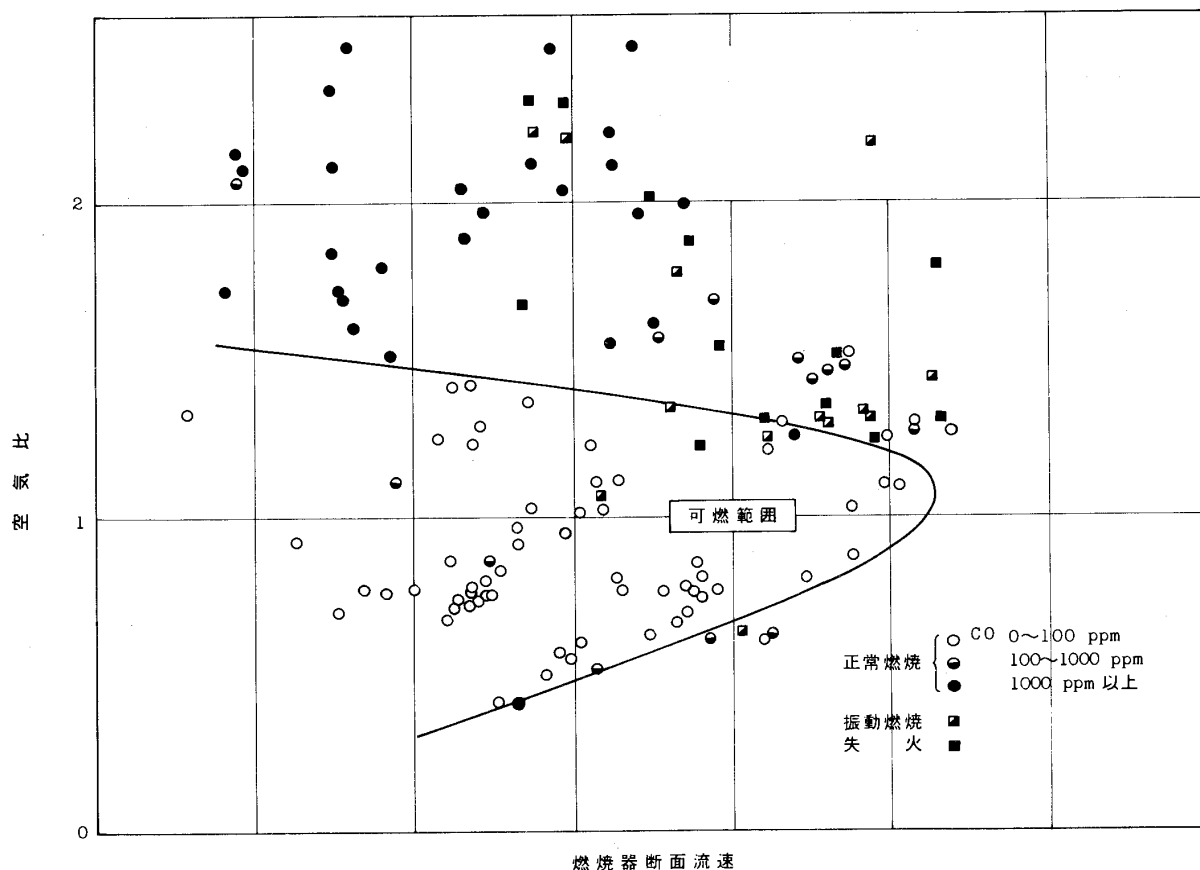 2
空気比
1
可燃範囲
正常燃焼
CO 0～100 ppm
100～1000 ppm
1000 ppm 以上
振動燃焼
失火
0
燃焼器断面流速